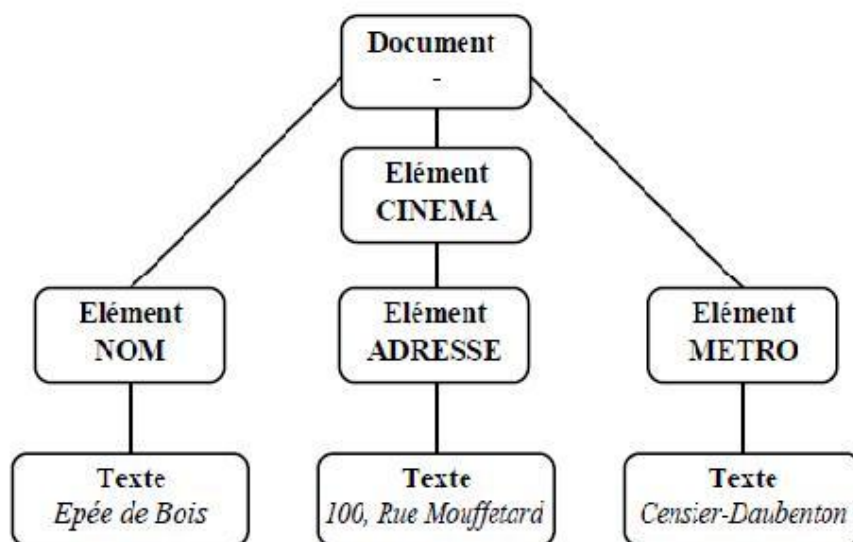 Document
-
Elément
CINEMA
Elément
NOM
Elément
ADRESSE
Elément
METRO
Texte
Epée de Bois
Texte
100, Rue Mouffetard
Texte
Censier-Daubenton